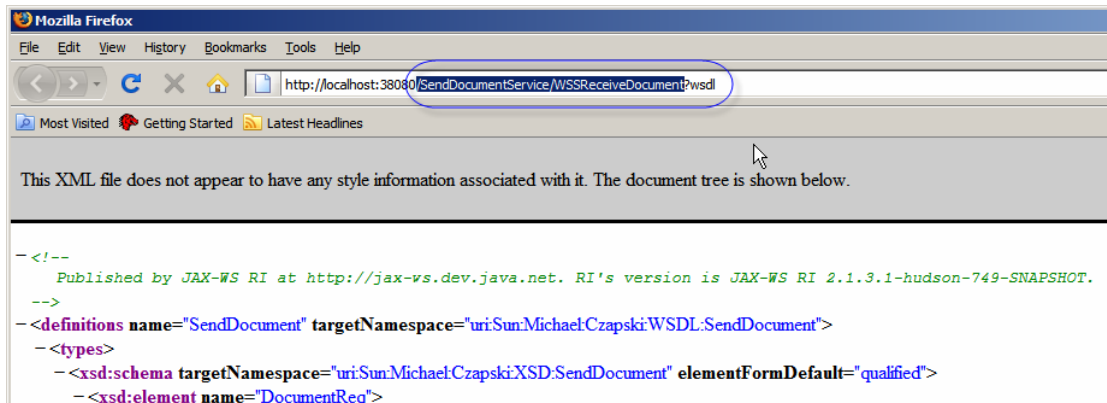 Mozilla Firefox
File Edit View History Bookmarks Tools Help
http://localhost:38080/SendDocumentService/WSSReceiveDocument?wsdl
Most Visited Getting Started Latest Headlines
This XML file does not appear to have any style information associated with it. The document tree is shown below.
- <!--
Published by JAX-WS RI at http://jax-ws.dev.java.net. RI's version is JAX-WS RI 2.1.3.1-hudson-749-SNAPSHOT.
-->
- <definitions name="SendDocument" targetNamespace="uri:Sun:Michael:Czapski:WSDL:SendDocument">
- <types>
- <xsd:schema targetNamespace="uri:Sun:Michael:Czapski:XSD:SendDocument" elementFormDefault="qualified">
- <xsd:element name="DocumentReq">